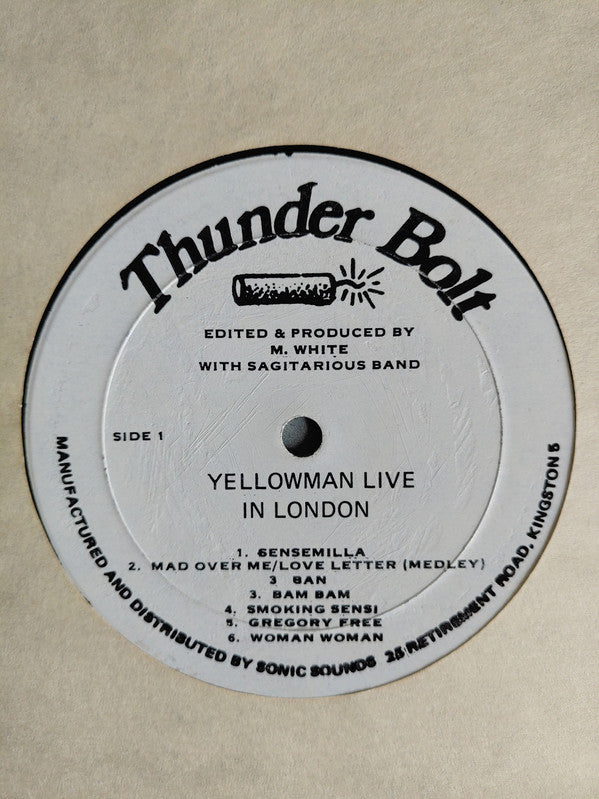 Thunder Bolt
EDITED & PRODUCED BY
M. WHITE
WITH SAGITARIOUS BAND
SIDE 1
YELLOWMAN LIVE
IN LONDON
1. SENSEMILLA
2. MAD OVER ME/LOVE LETTER (MEDLEY)
3 BAN
3. BAM BAM
4. SMOKING SENSI
5. GREGORY FREE
6. WOMAN WOMAN
MANUFACTURED AND DISTRIBUTED BY SONIC SOUNDS 25 RETIREMENT ROAD, KINGSTON 5